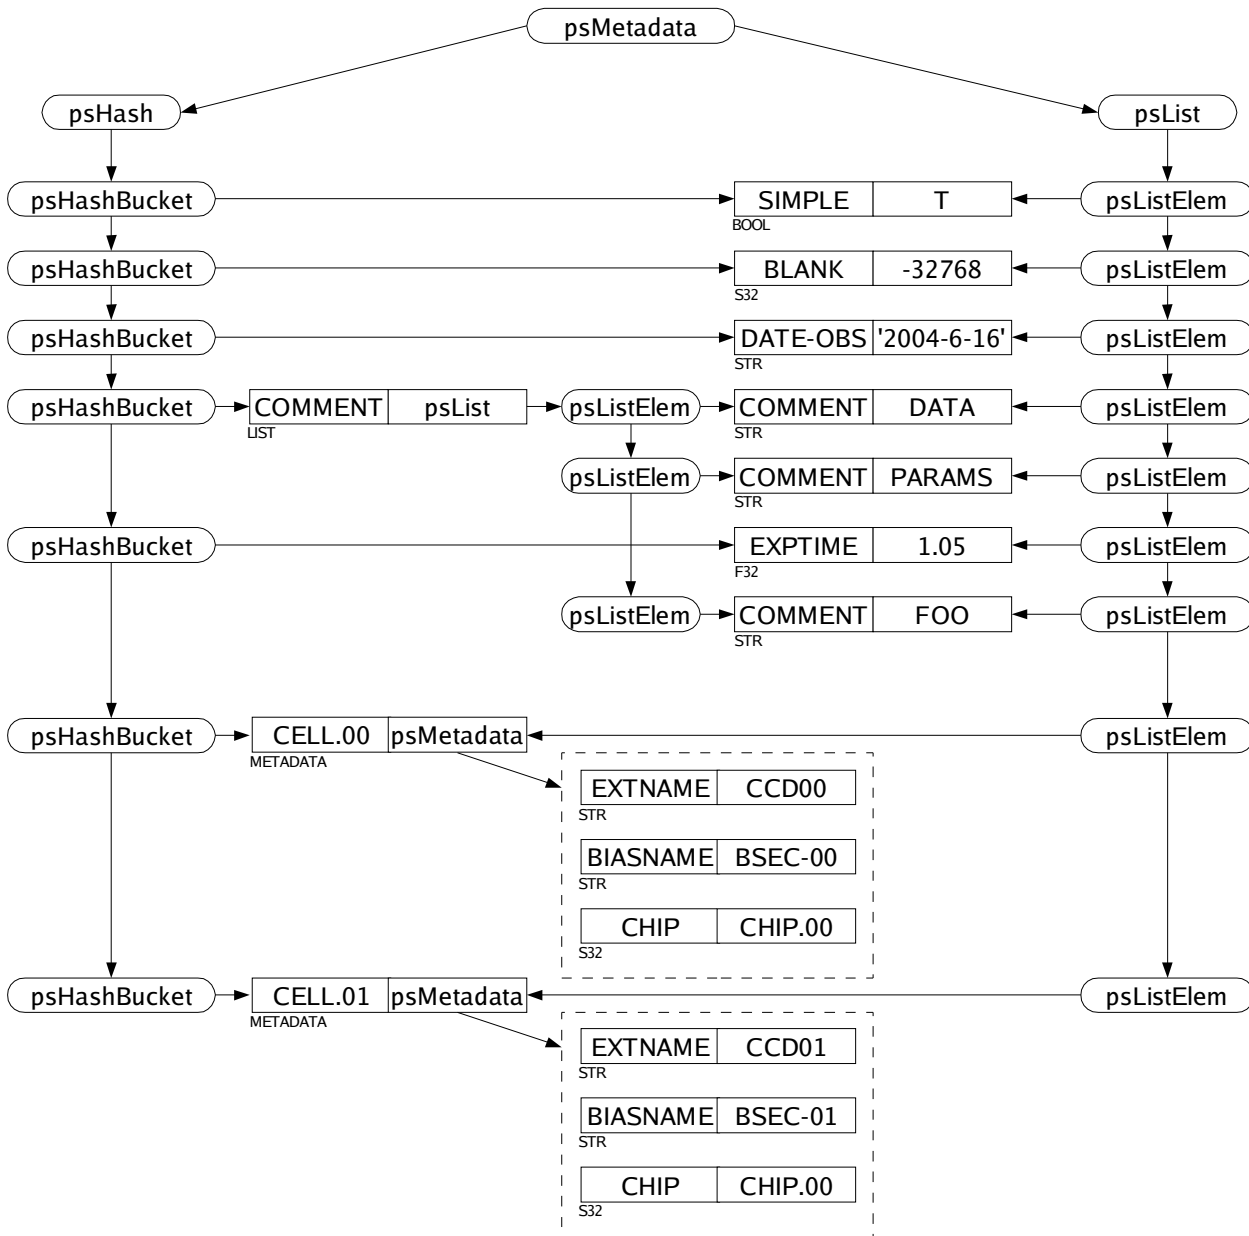 psMetadata
psHash psList
psHashBucket SIMPLE T psListElem
BOOL
psHashBucket BLANK -32768 psListElem
S32
psHashBucket DATE-OBS '2004-6-16' psListElem
STR
psHashBucket COMMENT psList psListElem COMMENT DATA psListElem
LIST STR
psListElem COMMENT PARAMS psListElem
STR
psHashBucket EXPTIME 1.05 psListElem
F32
psListElem COMMENT FOO psListElem
STR
psHashBucket CELL.00 psMetadata psListElem
METADATA
EXTNAME CCD00
STR
BIASNAME BSEC-00
STR
CHIP CHIP.00
S32
psHashBucket CELL.01 psMetadata psListElem
METADATA
EXTNAME CCD01
STR
BIASNAME BSEC-01
STR
CHIP CHIP.00
S32